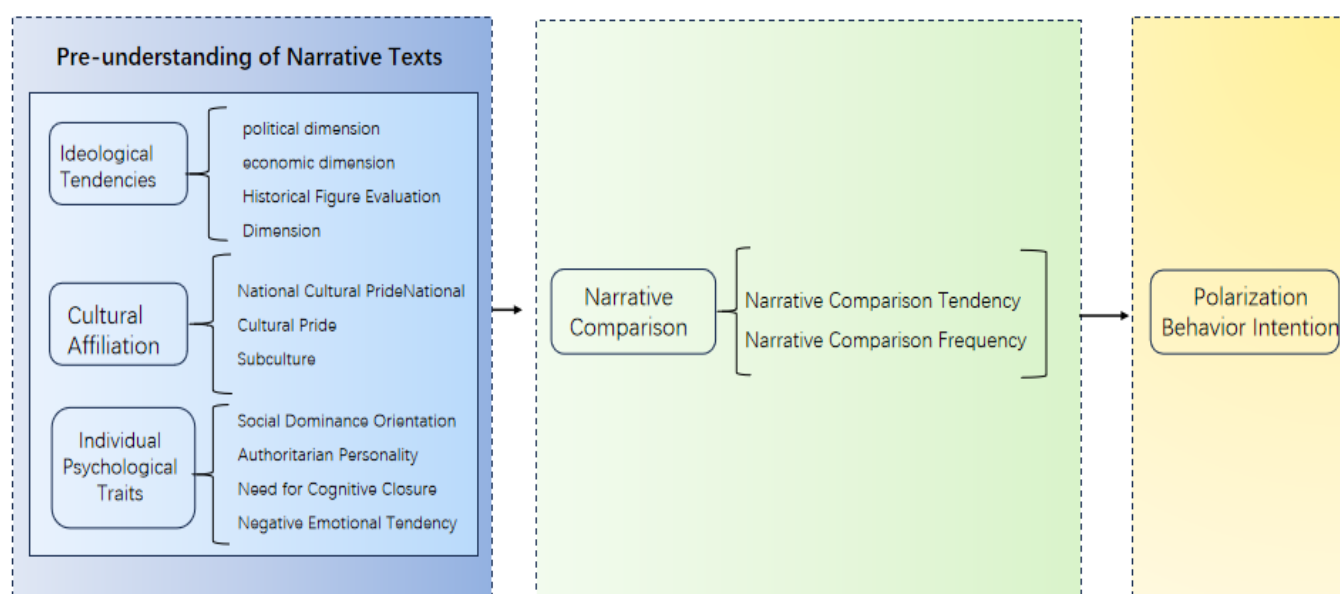 Pre-understanding of Narrative Texts
Ideological
Tendencies
political dimension
economic dimension
Historical Figure Evaluation
Dimension
Cultural
Affiliation
National Cultural PrideNational
Cultural Pride
Subculture
Individual
Psychological
Traits
Social Dominance Orientation
Authoritarian Personality
Need for Cognitive Closure
Negative Emotional Tendency
Narrative
Comparison
Narrative Comparison Tendency
Narrative Comparison Frequency
Polarization
Behavior Intention